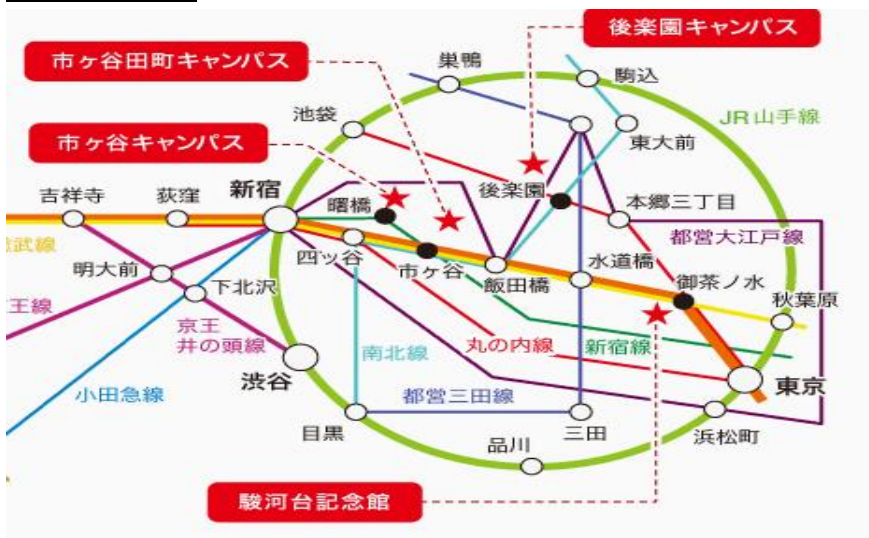 後楽園キャンパス
市ヶ谷田町キャンパス
巣鴨
駒込
池袋
JR山手線
市ヶ谷キャンパス
東大前
吉祥寺
荻窪
新宿
曙橋
後楽園
本郷三丁目
都営大江戸線
武線
四ッ谷
市ヶ谷
飯田橋
水道橋
御茶ノ水
明大前
下北沢
秋葉原
王線
京王
井の頭線
南北線
丸の内線
新宿線
渋谷
小田急線
都営三田線
東京
目黒
三田
浜松町
品川
駿河台記念館